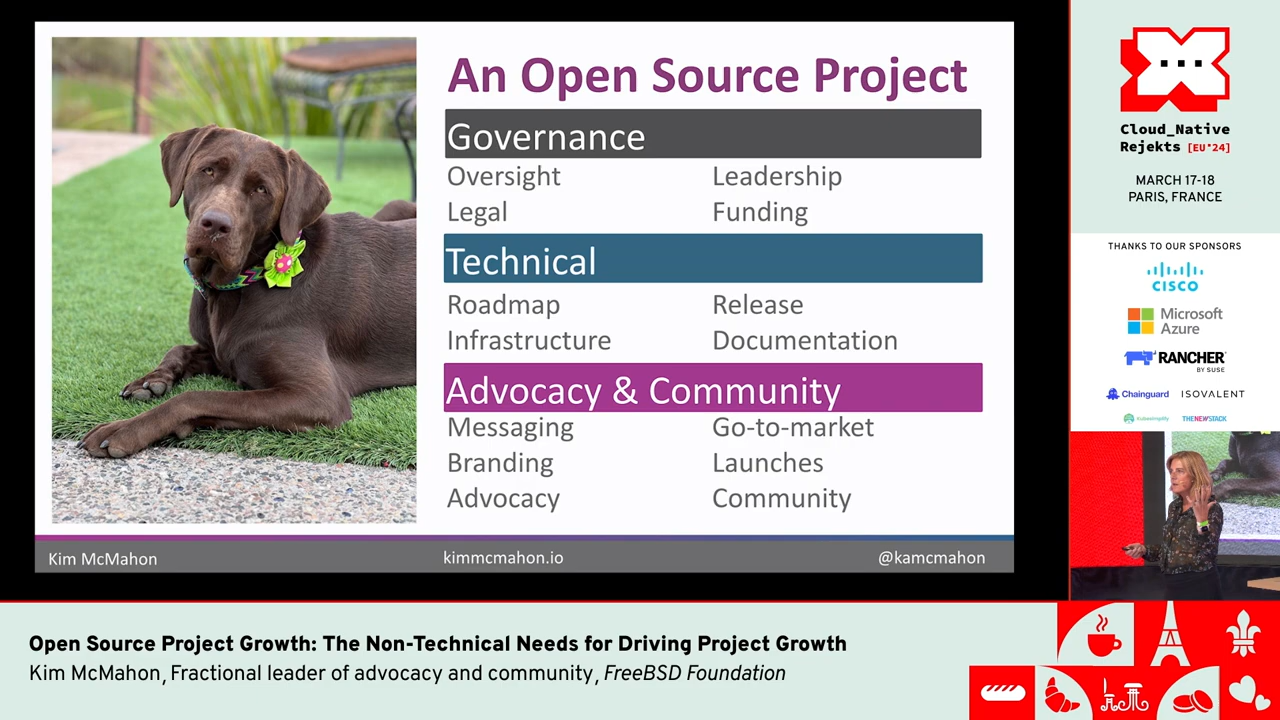 An Open Source Project
Governance
Oversight Leadership
Legal Funding
Technical
Roadmap Release
Infrastructure Documentation
Advocacy & Community
Messaging Go-to-market
Branding Launches
Advocacy Community
Kim McMahon kimmcmahon.io @kamcmahon
Cloud_Native
Rejekts [EU'24]
MARCH 17-18
PARIS, FRANCE
THANKS TO OUR SPONSORS
CISCO
Microsoft
Azure
RANCHER
BY SUSE
Chainguard ISOVALENT
kubesimplify THENEWSTACK
Open Source Project Growth: The Non-Technical Needs for Driving Project Growth
Kim McMahon, Fractional leader of advocacy and community, FreeBSD Foundation